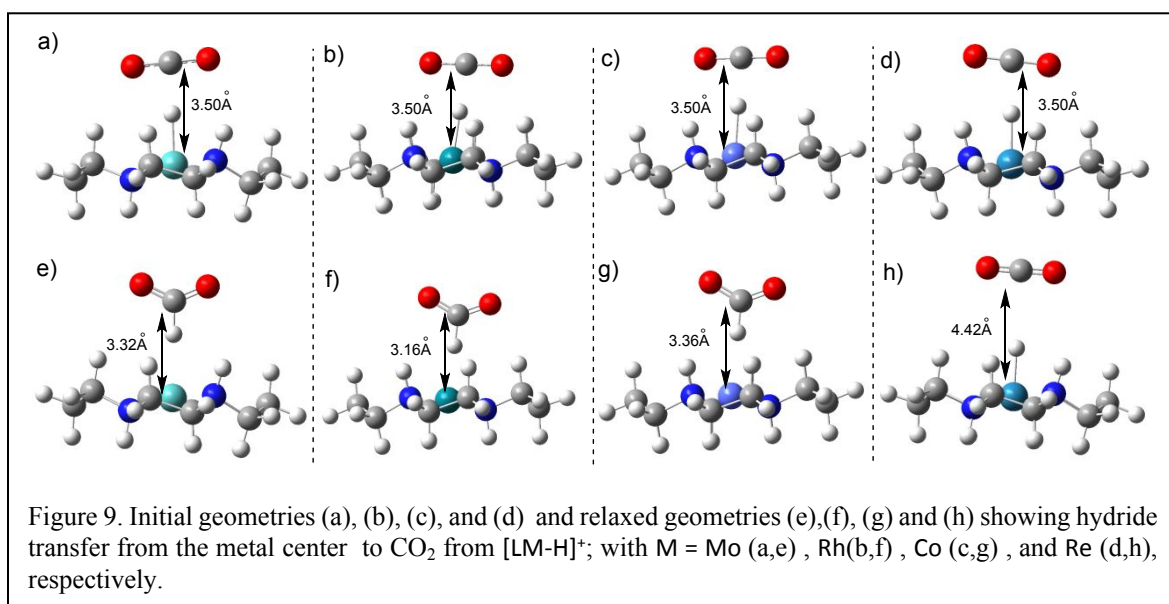 a) b) c) d)
3.50Å 3.50Å 3.50Å 3.50Å
e) f) g) h)
3.32Å 3.16Å 3.36Å 4.42Å
Figure 9. Initial geometries (a), (b), (c), and (d) and relaxed geometries (e),(f), (g) and (h) showing hydride
transfer from the metal center to CO₂ from [LM-H]⁺; with M = Mo (a,e) , Rh(b,f) , Co (c,g) , and Re (d,h),
respectively.